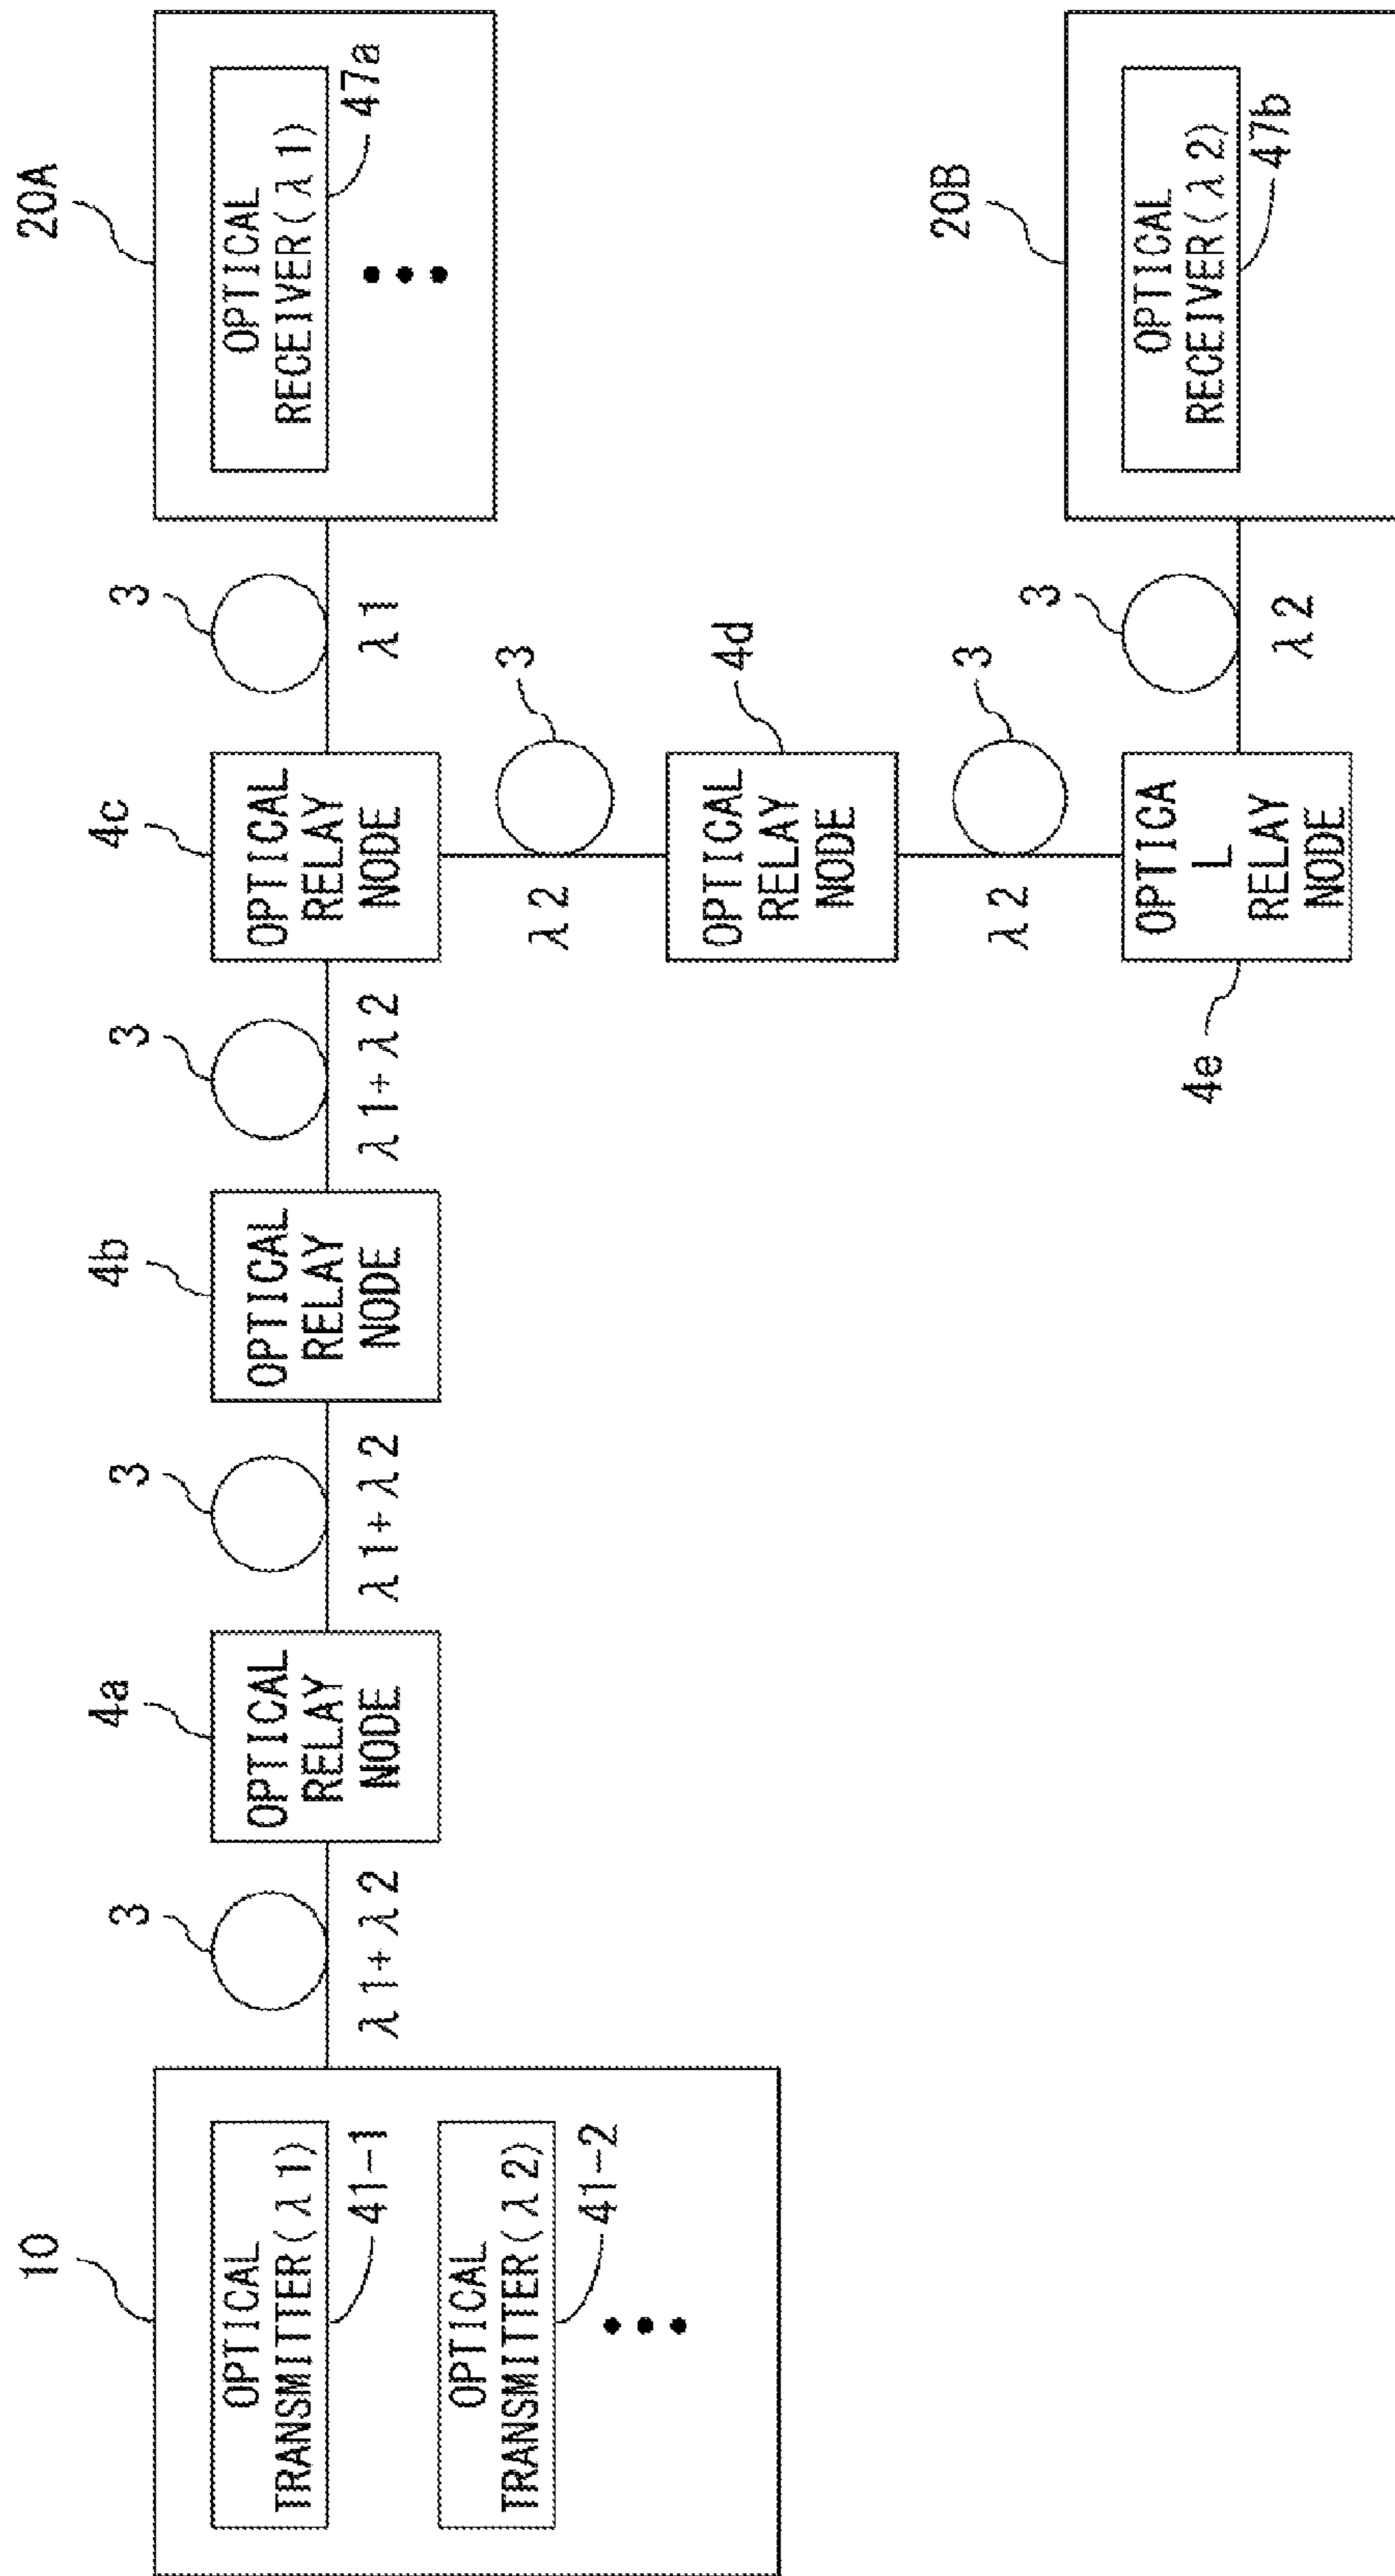 10
OPTICAL
TRANSMITTER(λ1)
41-1
OPTICAL
TRANSMITTER(λ2)
41-2
3
λ1+λ2
4a
OPTICAL
RELAY
NODE
3
λ1+λ2
4b
OPTICAL
RELAY
NODE
3
λ1+λ2
4c
OPTICAL
RELAY
NODE
3
λ1
20A
OPTICAL
RECEIVER(λ1)
47a
3
λ2
4d
OPTICAL
RELAY
NODE
3
λ2
4e
OPTICA
L
RELAY
NODE
3
λ2
20B
OPTICAL
RECEIVER(λ2)
47b